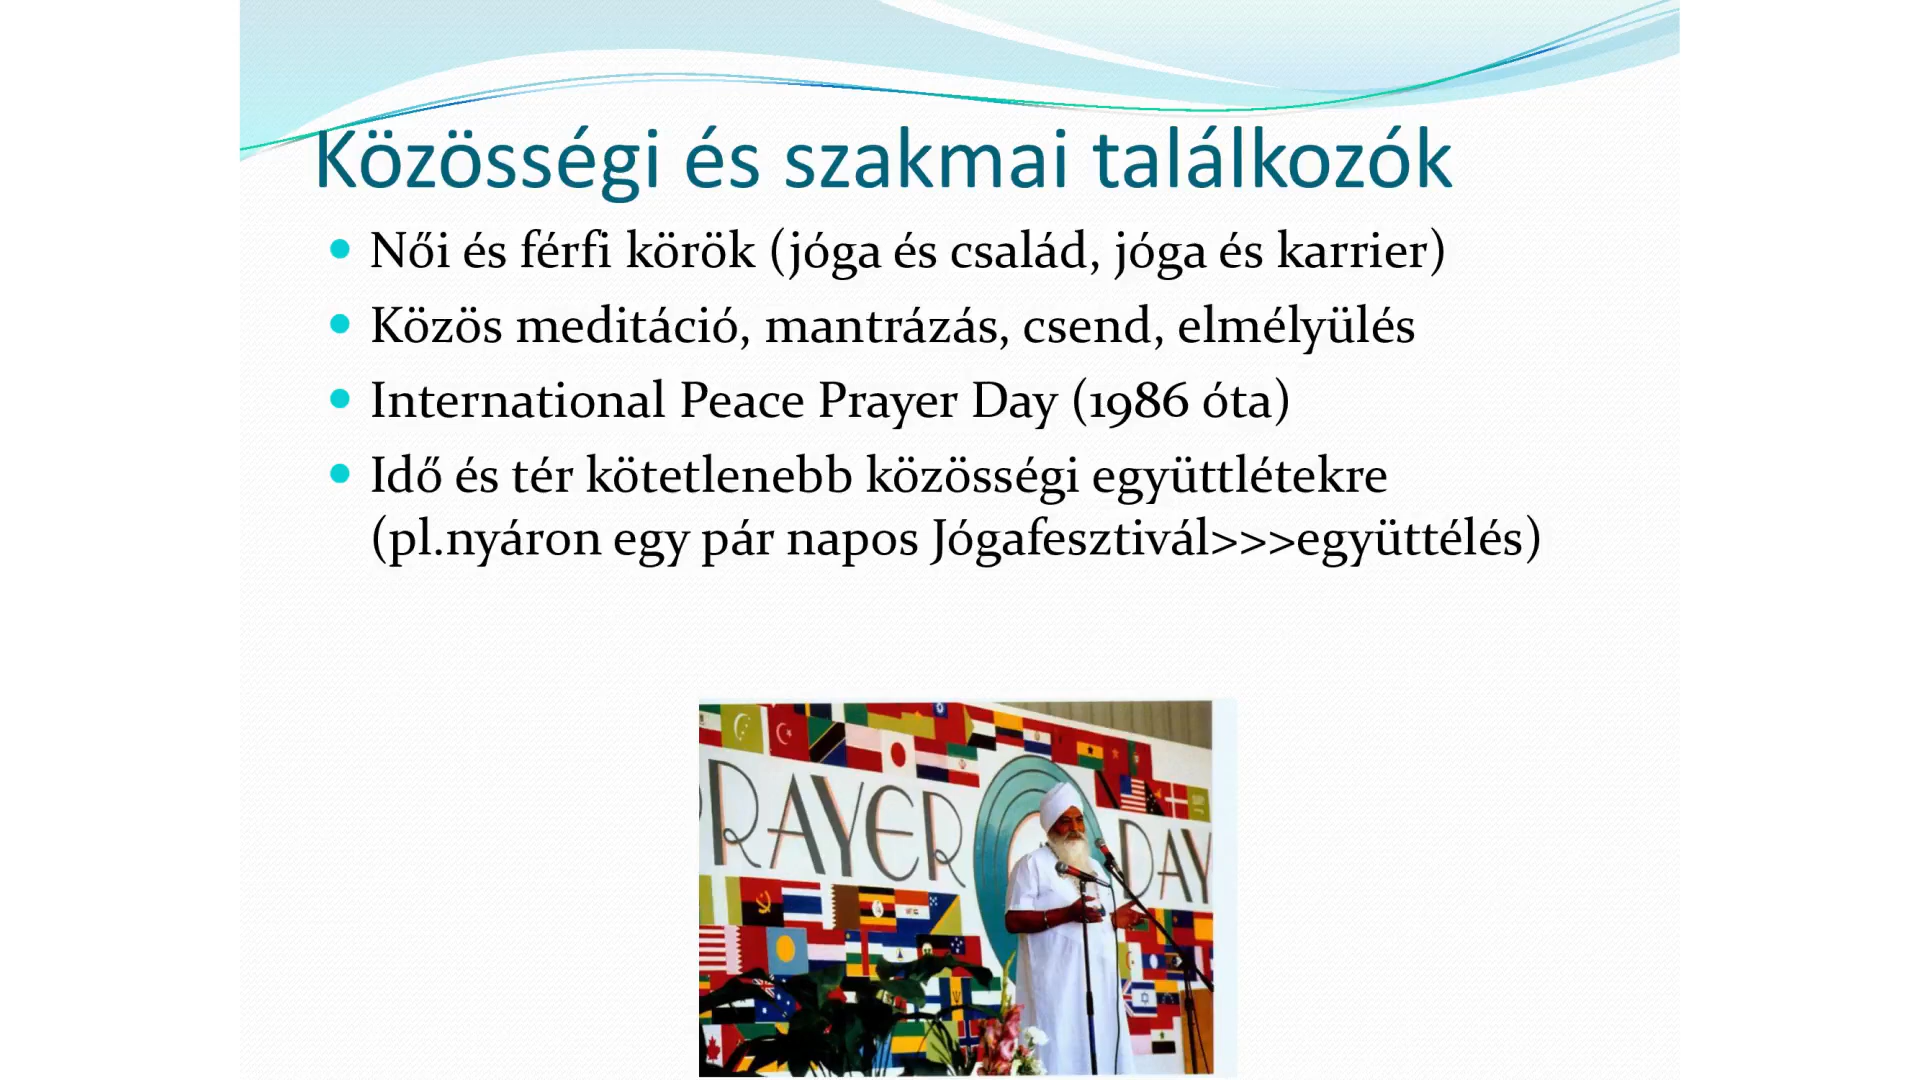 Közösségi és szakmai találkozók
• Női és férfi körök (jóga és család, jóga és karrier)
• Közös meditáció, mantrázás, csend, elmélyülés
• International Peace Prayer Day (1986 óta)
• Idő és tér kötetlenebb közösségi együttlétekre
(pl.nyáron egy pár napos Jógafesztivál>>>együttélés)
PRAYER DAY